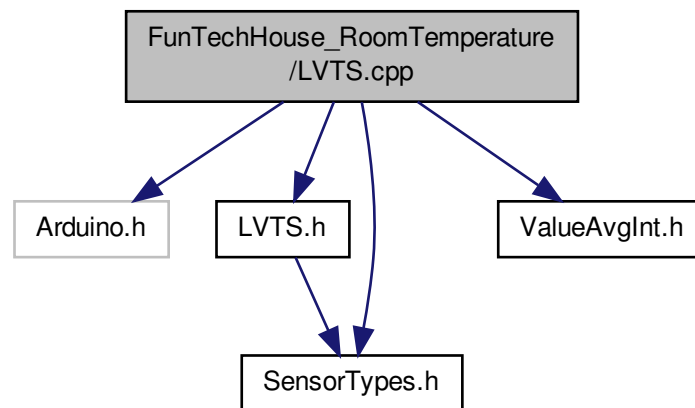 FunTechHouse_RoomTemperature
/LVTS.cpp
Arduino.h
LVTS.h
ValueAvgInt.h
SensorTypes.h